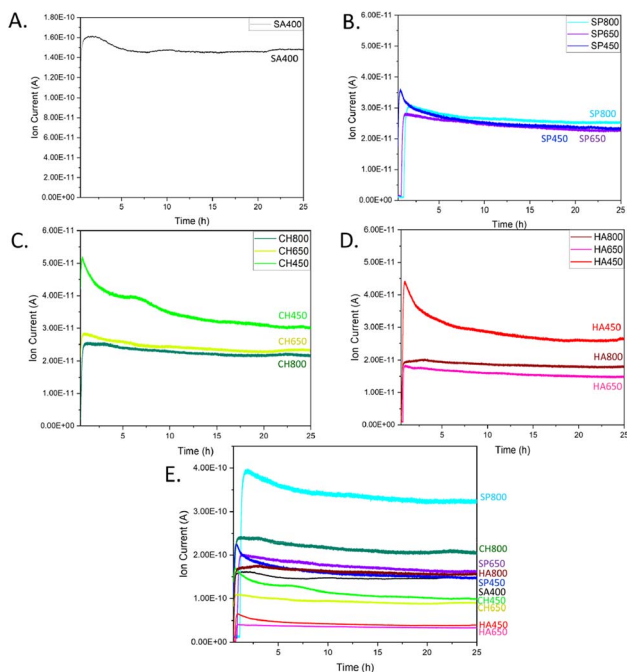 A.
SA400
1.80E-10
1.60E-10
1.40E-10
1.20E-10
1.00E-10
8.00E-11
6.00E-11
4.00E-11
2.00E-11
0.00E+00
SA400
5
10
15
20
25
Ion Current (A)
Time (h)
B.
SP800
SP650
SP450
5.00E-11
4.00E-11
3.00E-11
2.00E-11
1.00E-11
0.00E+00
SP800
SP450
SP650
5
10
15
20
25
Ion Current (A)
Time (h)
C.
CH800
CH650
CH450
6.00E-11
5.00E-11
4.00E-11
3.00E-11
2.00E-11
1.00E-11
0.00E+00
CH450
CH650
CH800
5
10
15
20
25
Ion Current (A)
Time (h)
D.
HA800
HA650
HA450
5.00E-11
4.00E-11
3.00E-11
2.00E-11
1.00E-11
0.00E+00
HA450
HA800
HA650
5
10
15
20
25
Ion Current (A)
Time (h)
E.
4.00E-10
3.00E-10
2.00E-10
1.00E-10
0.00E+00
SP800
CH800
SP650
HA800
SP450
SA400
CH450
CH650
HA450
HA650
5
10
15
20
25
Ion Current (A)
Time (h)